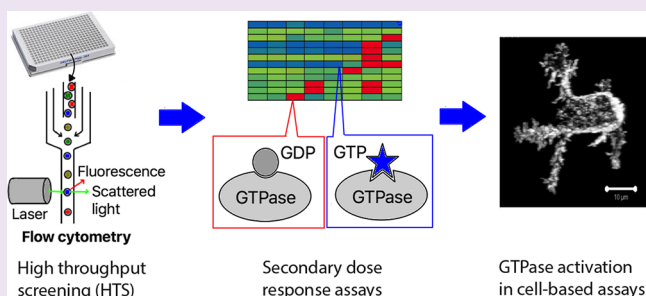 GDP
GTP
GTPase
GTPase
Fluorescence
Scattered
light
Laser
Flow cytometry
10 µm
High throughput
screening (HTS)
Secondary dose
response assays
GTPase activation
in cell-based assays